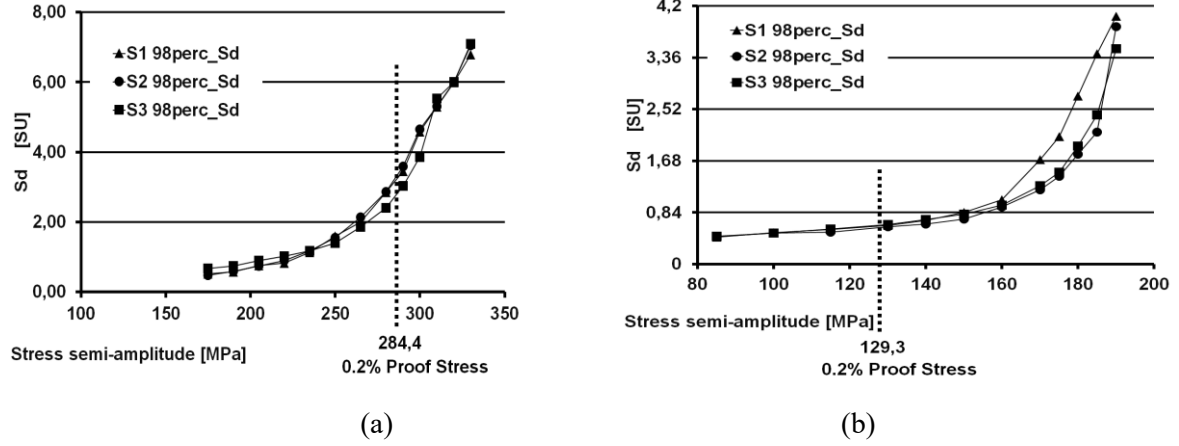 8,00
6,00
4,00
2,00
0,00
Sd [SU]
S1 98perc_Sd
S2 98perc_Sd
S3 98perc_Sd
100 150 200 250 300 350
Stress semi-amplitude [MPa]
284,4
0.2% Proof Stress
(a)
4,2
3,36
2,52
1,68
0,84
0
Sd [SU]
S1 98perc_Sd
S2 98perc_Sd
S3 98perc_Sd
80 100 120 140 160 180 200
Stress semi-amplitude [MPa]
129,3
0.2% Proof Stress
(b)